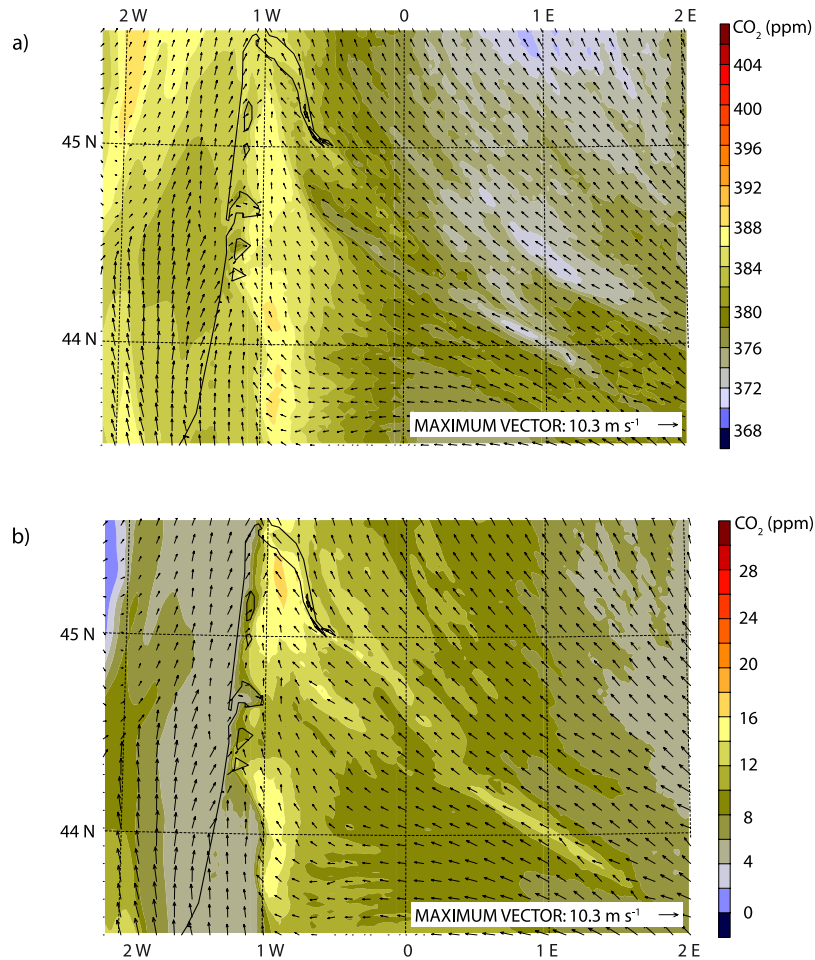 2 W 1 W 0 1 E 2 E
a)
CO2 (ppm)
404
400
396
45 N
392
388
384
380
44 N
376
372
MAXIMUM VECTOR: 10.3 m s-1
368
b)
CO2 (ppm)
28
24
45 N
20
16
12
8
44 N
4
MAXIMUM VECTOR: 10.3 m s-1
0
2 W 1 W 0 1 E 2 E